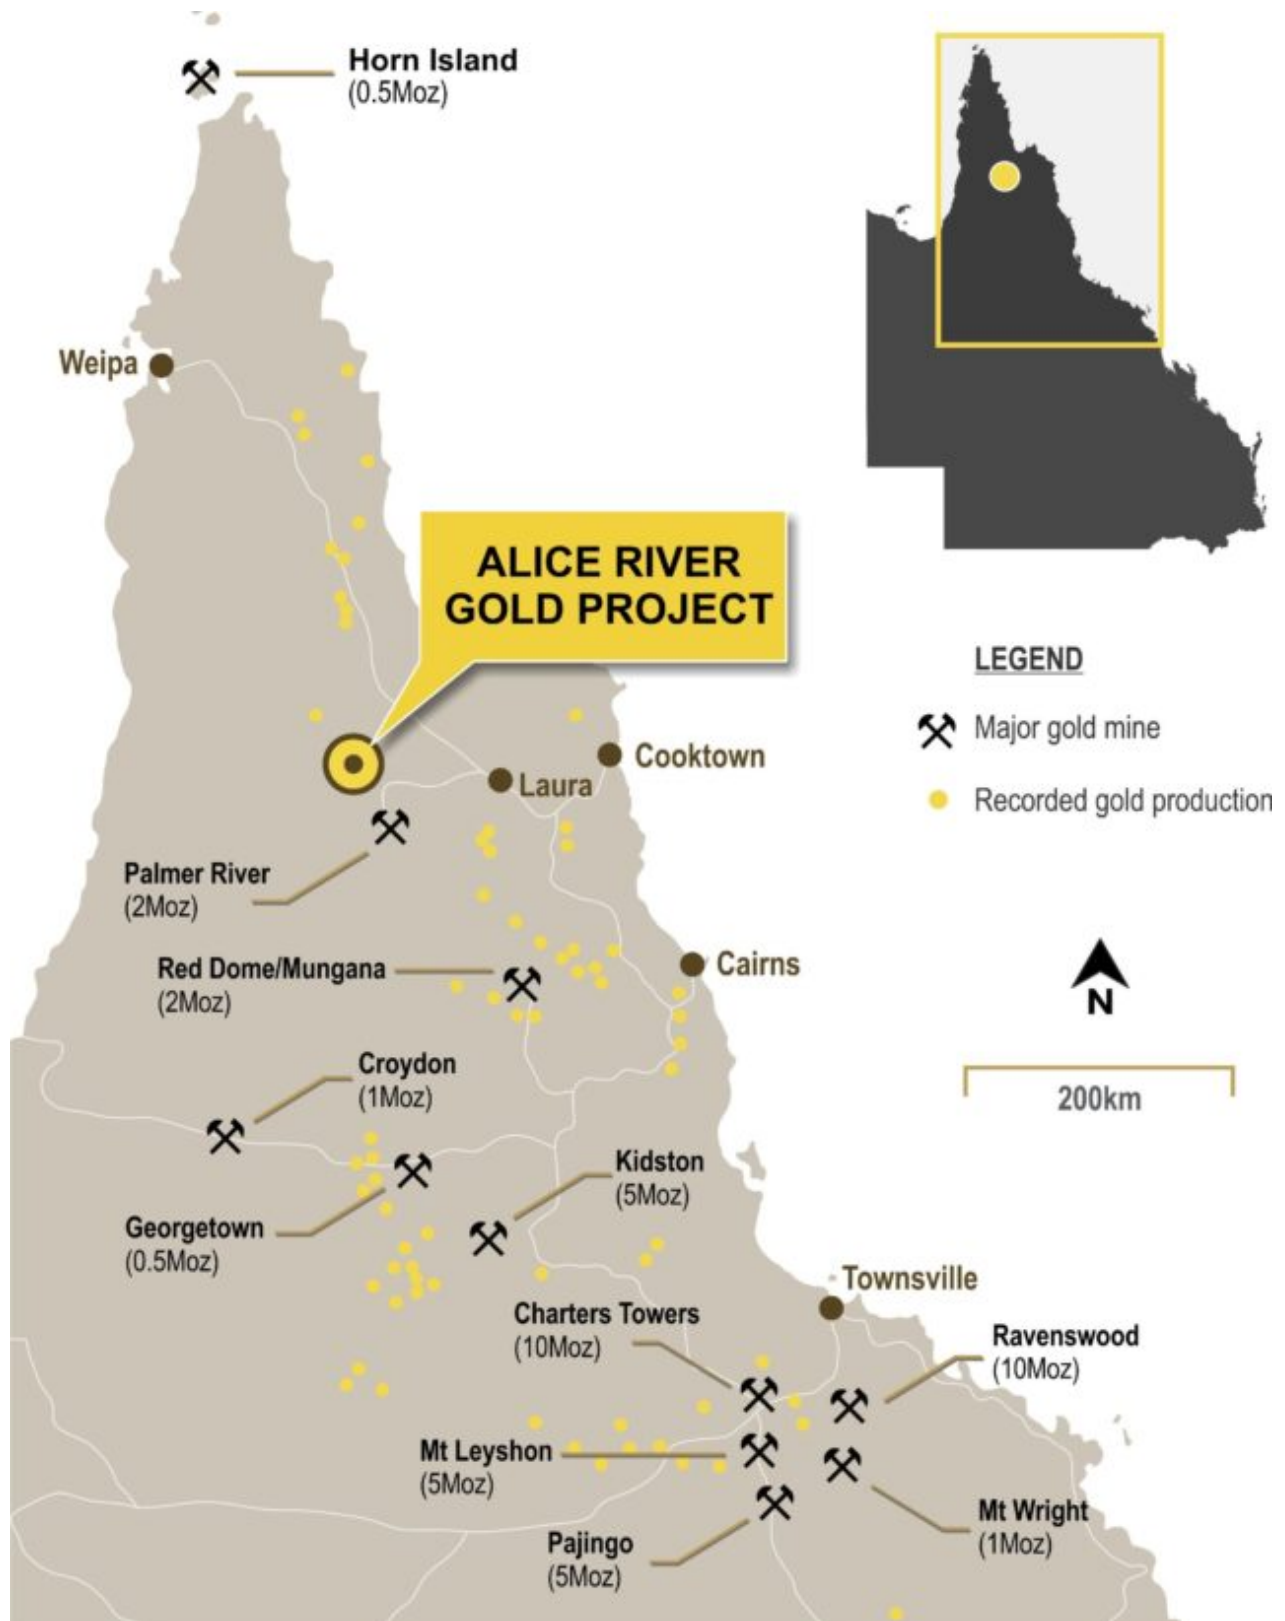 Horn Island
(0.5Moz)
Weipa
ALICE RIVER
GOLD PROJECT
LEGEND
Major gold mine
Recorded gold production
Cooktown
Laura
Palmer River
(2Moz)
Red Dome/Mungana
(2Moz)
Cairns
N
200km
Croydon
(1Moz)
Kidston
(5Moz)
Georgetown
(0.5Moz)
Townsville
Charters Towers
(10Moz)
Ravenswood
(10Moz)
Mt Leyshon
(5Moz)
Mt Wright
(1Moz)
Pajingo
(5Moz)